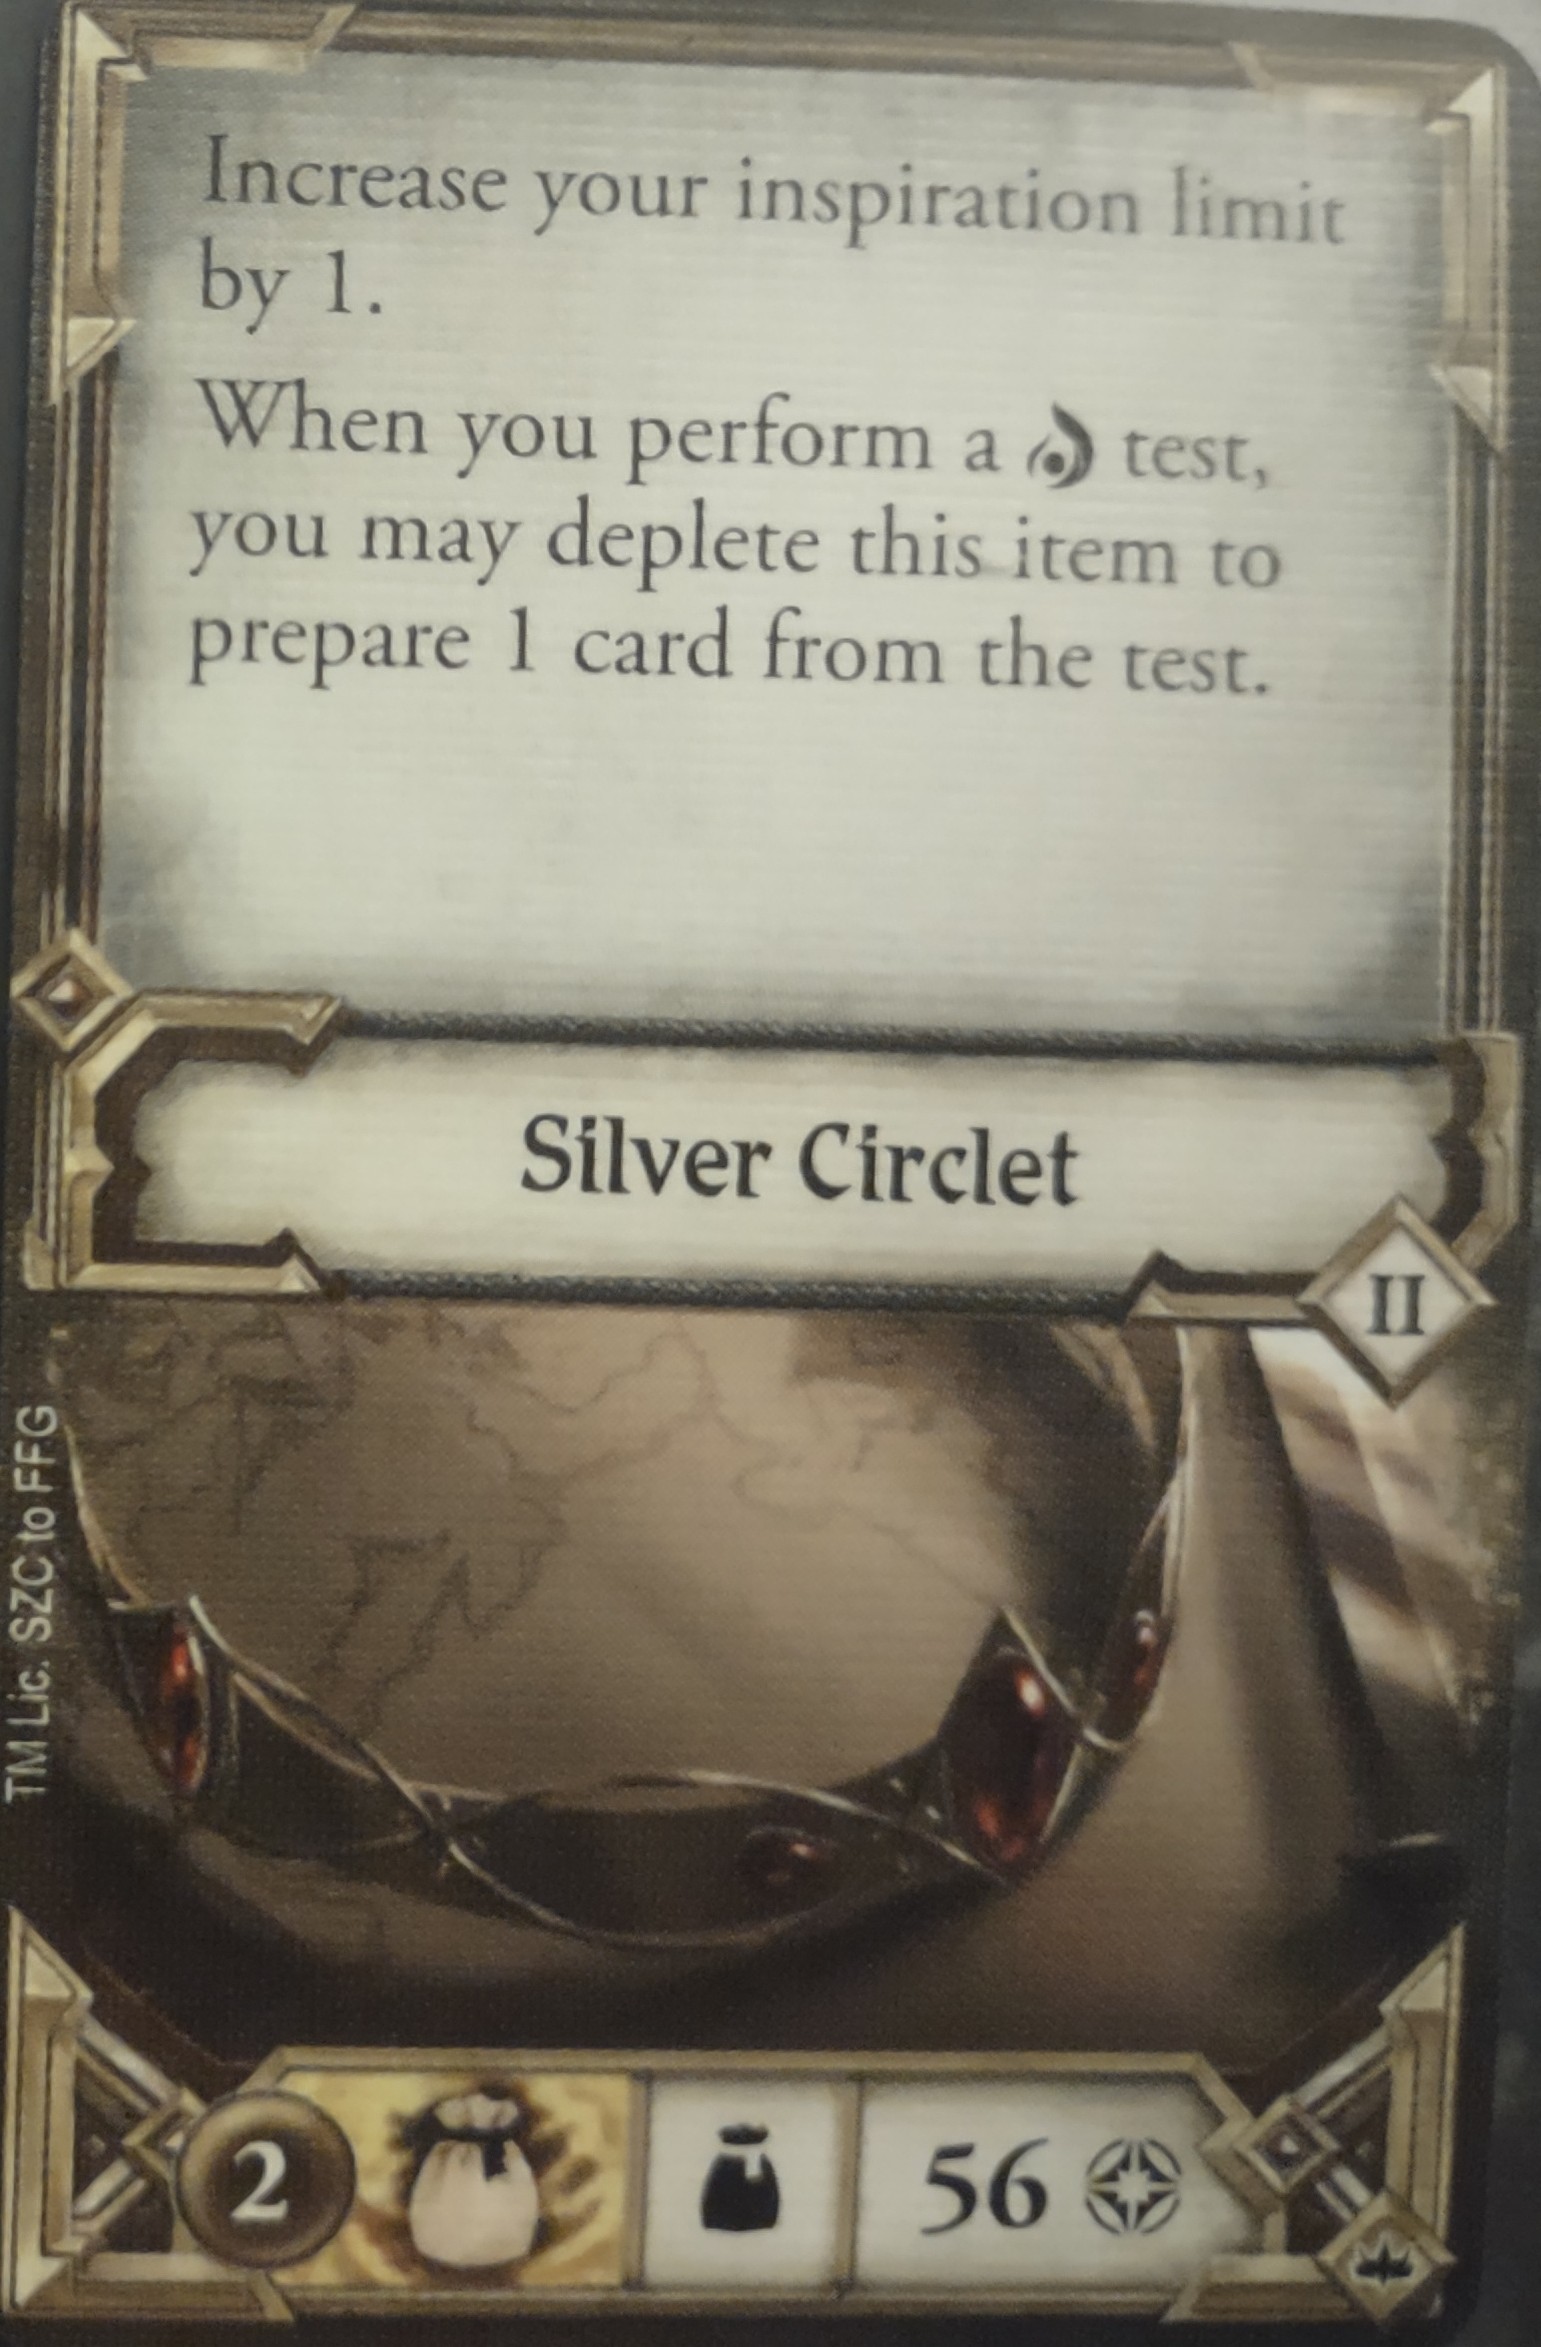 Increase your inspiration limit
by 1.
When you perform a test,
you may deplete this item to
prepare 1 card from the test.
Silver Circlet
II
TM Lic. SZC to FFG
2
56